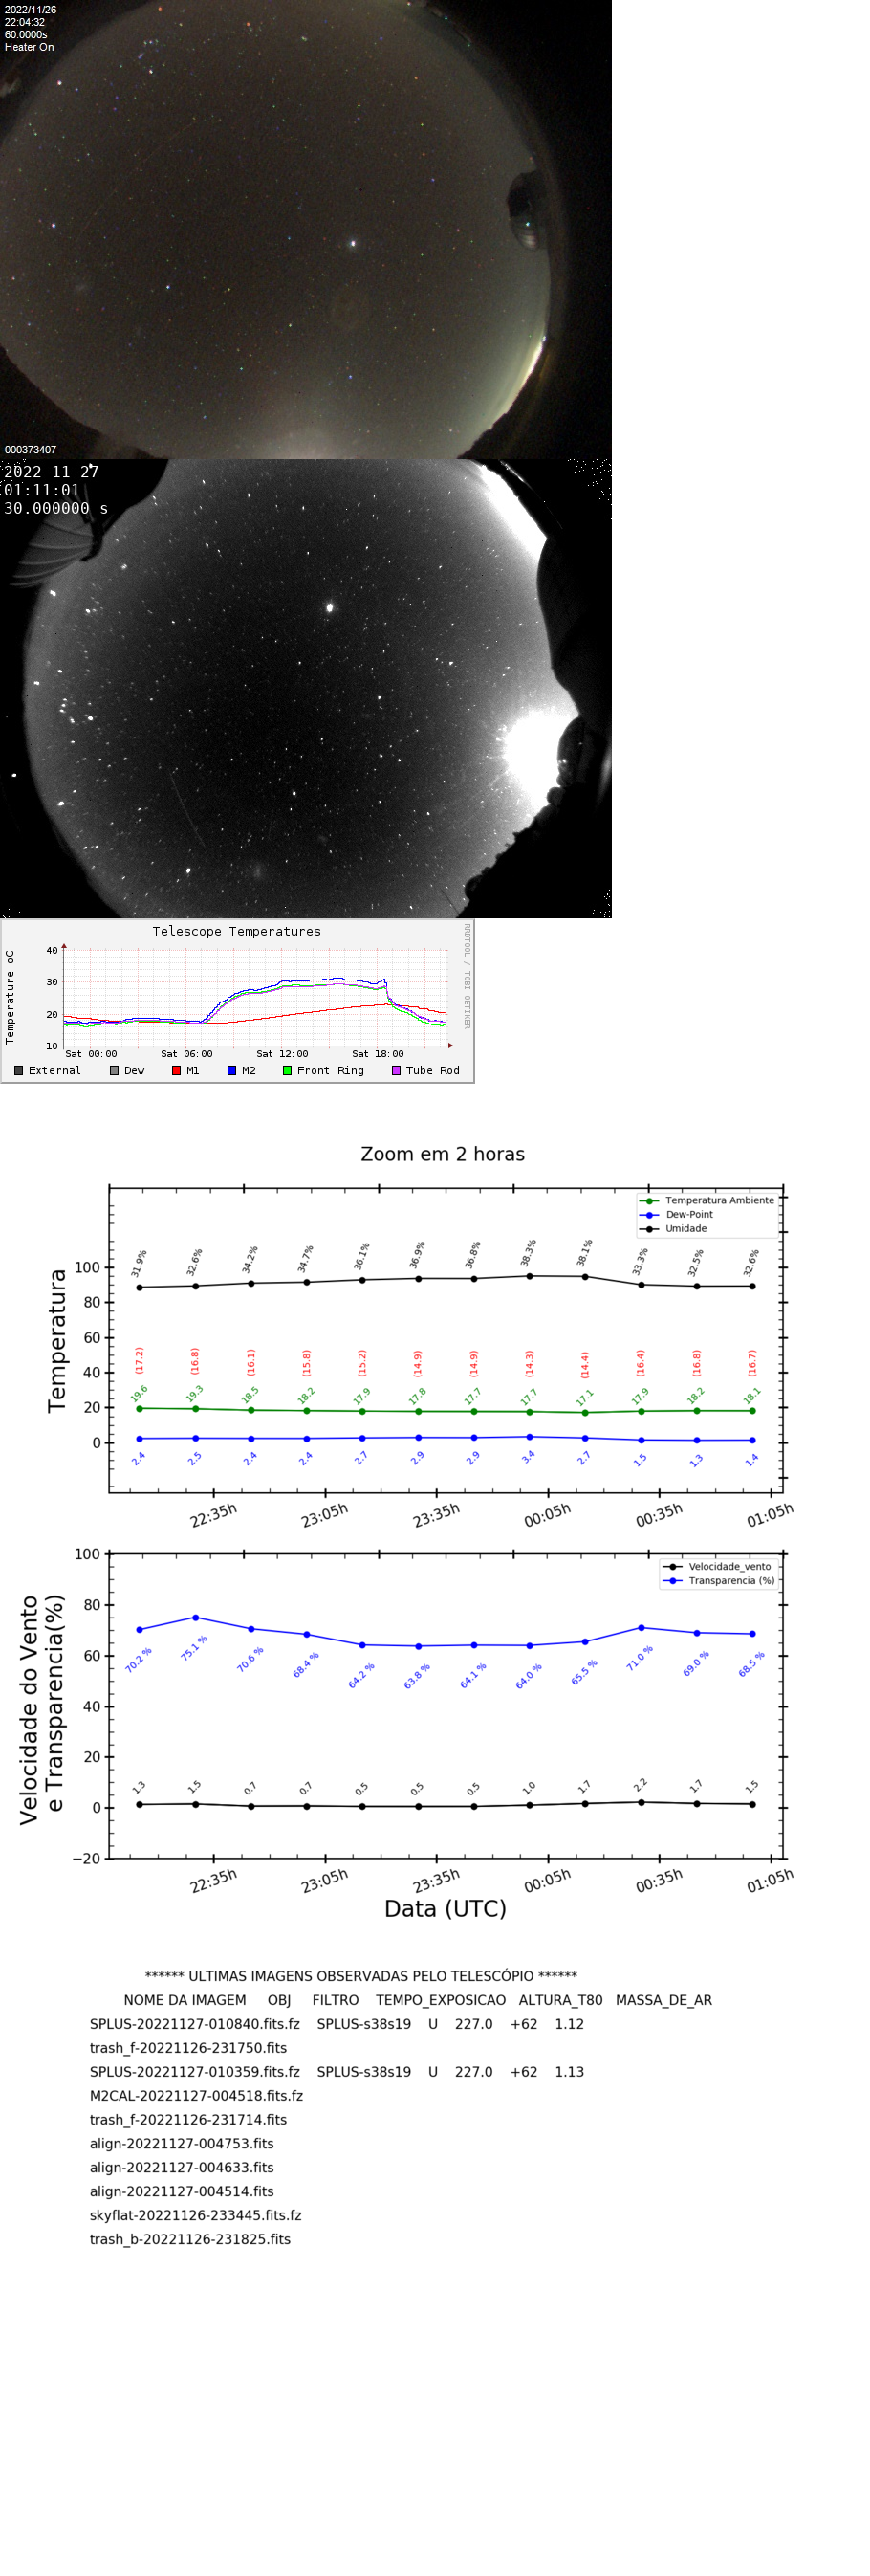 2022/11/26
22:04:32
60.0000s
Heater On
000373407
2022-11-27
01:11:01
30.000000 s
Telescope Temperatures
RRDTOOL / TOBI OETIKER
Temperature oC
40
30
20
10
Sat 00:00 Sat 06:00 Sat 12:00 Sat 18:00
External Dew M1 M2 Front Ring Tube Rod
Zoom em 2 horas
Temperatura Ambiente
Dew-Point
Umidade
Temperatura
100
80
60
40
20
0
31.9% 32.6% 34.2% 34.7% 36.1% 36.9% 36.8% 38.3% 38.1% 33.3% 32.5% 32.6%
(17.2) (16.8) (16.1) (15.8) (15.2) (14.9) (14.9) (14.3) (14.4) (16.4) (16.8) (16.7)
19.6 19.3 18.5 18.2 17.9 17.8 17.7 17.7 17.1 17.9 18.2 18.1
2.4 2.5 2.4 2.4 2.7 2.9 2.9 3.4 2.7 1.5 1.3 1.4
22:35h 23:05h 23:35h 00:05h 00:35h 01:05h
Velocidade_vento
Transparencia (%)
Velocidade do Vento
e Transparencia(%)
100
80
60
40
20
0
−20
70.2 % 75.1 % 70.6 % 68.4 % 64.2 % 63.8 % 64.1 % 64.0 % 65.5 % 71.0 % 69.0 % 68.5 %
1.3 1.5 0.7 0.7 0.5 0.5 0.5 1.0 1.7 2.2 1.7 1.5
22:35h 23:05h 23:35h 00:05h 00:35h 01:05h
Data (UTC)
****** ULTIMAS IMAGENS OBSERVADAS PELO TELESCÓPIO ******
NOME DA IMAGEM OBJ FILTRO TEMPO_EXPOSICAO ALTURA_T80 MASSA_DE_AR
SPLUS-20221127-010840.fits.fz SPLUS-s38s19 U 227.0 +62 1.12
trash_f-20221126-231750.fits
SPLUS-20221127-010359.fits.fz SPLUS-s38s19 U 227.0 +62 1.13
M2CAL-20221127-004518.fits.fz
trash_f-20221126-231714.fits
align-20221127-004753.fits
align-20221127-004633.fits
align-20221127-004514.fits
skyflat-20221126-233445.fits.fz
trash_b-20221126-231825.fits